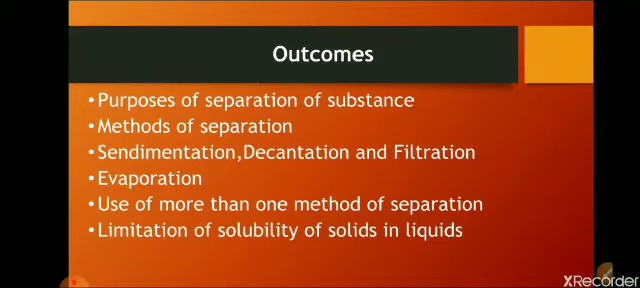 Outcomes
•Purposes of separation of substance
•Methods of separation
•Sendimentation,Decantation and Filtration
•Evaporation
•Use of more than one method of separation
•Limitation of solubility of solids in liquids
XRecorder